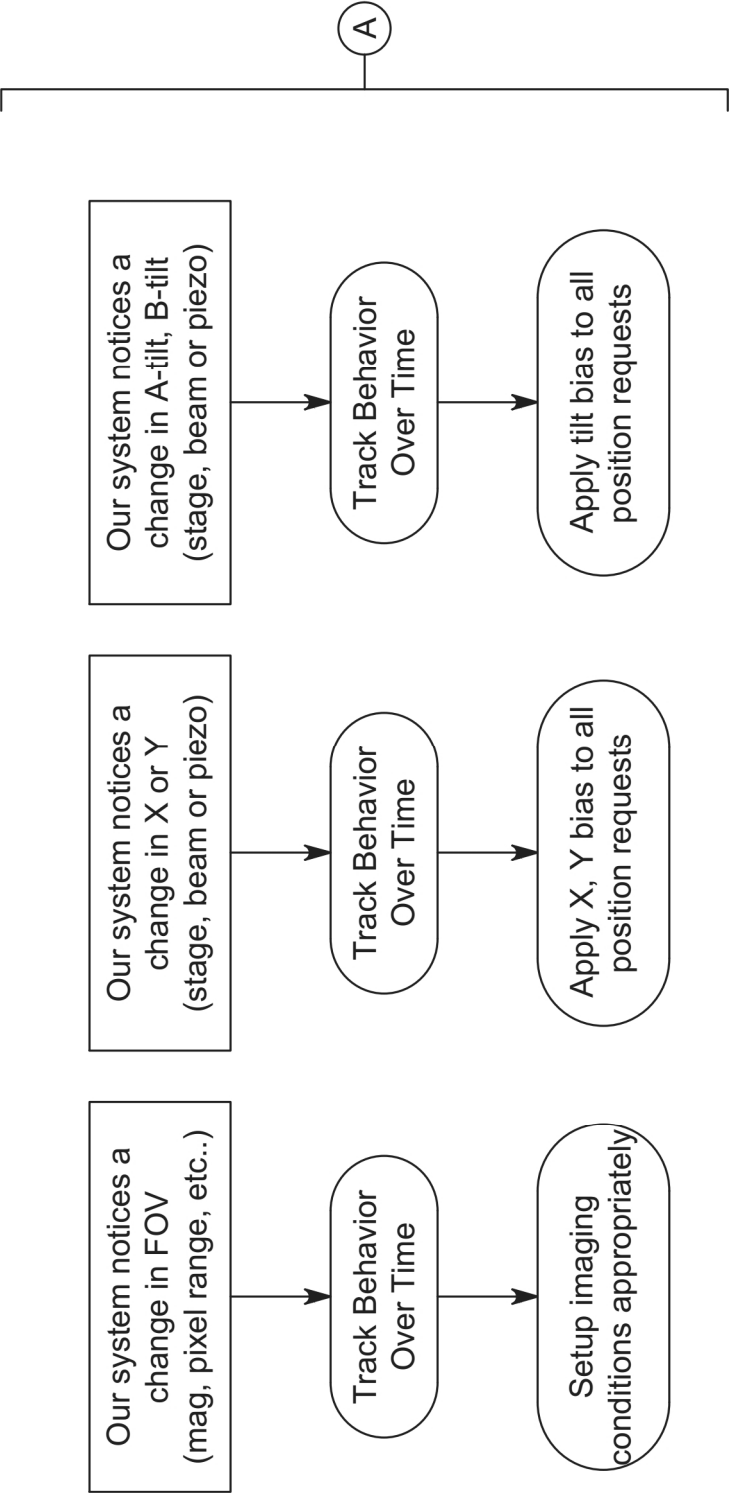 Our system notices a
change in FOV
(mag, pixel range, etc..)
Track Behavior
Over Time
Setup imaging
conditions appropriately
Our system notices a
change in X or Y
(stage, beam or piezo)
Track Behavior
Over Time
Apply X, Y bias to all
position requests
Our system notices a
change in A-tilt, B-tilt
(stage, beam or piezo)
Track Behavior
Over Time
Apply tilt bias to all
position requests
A